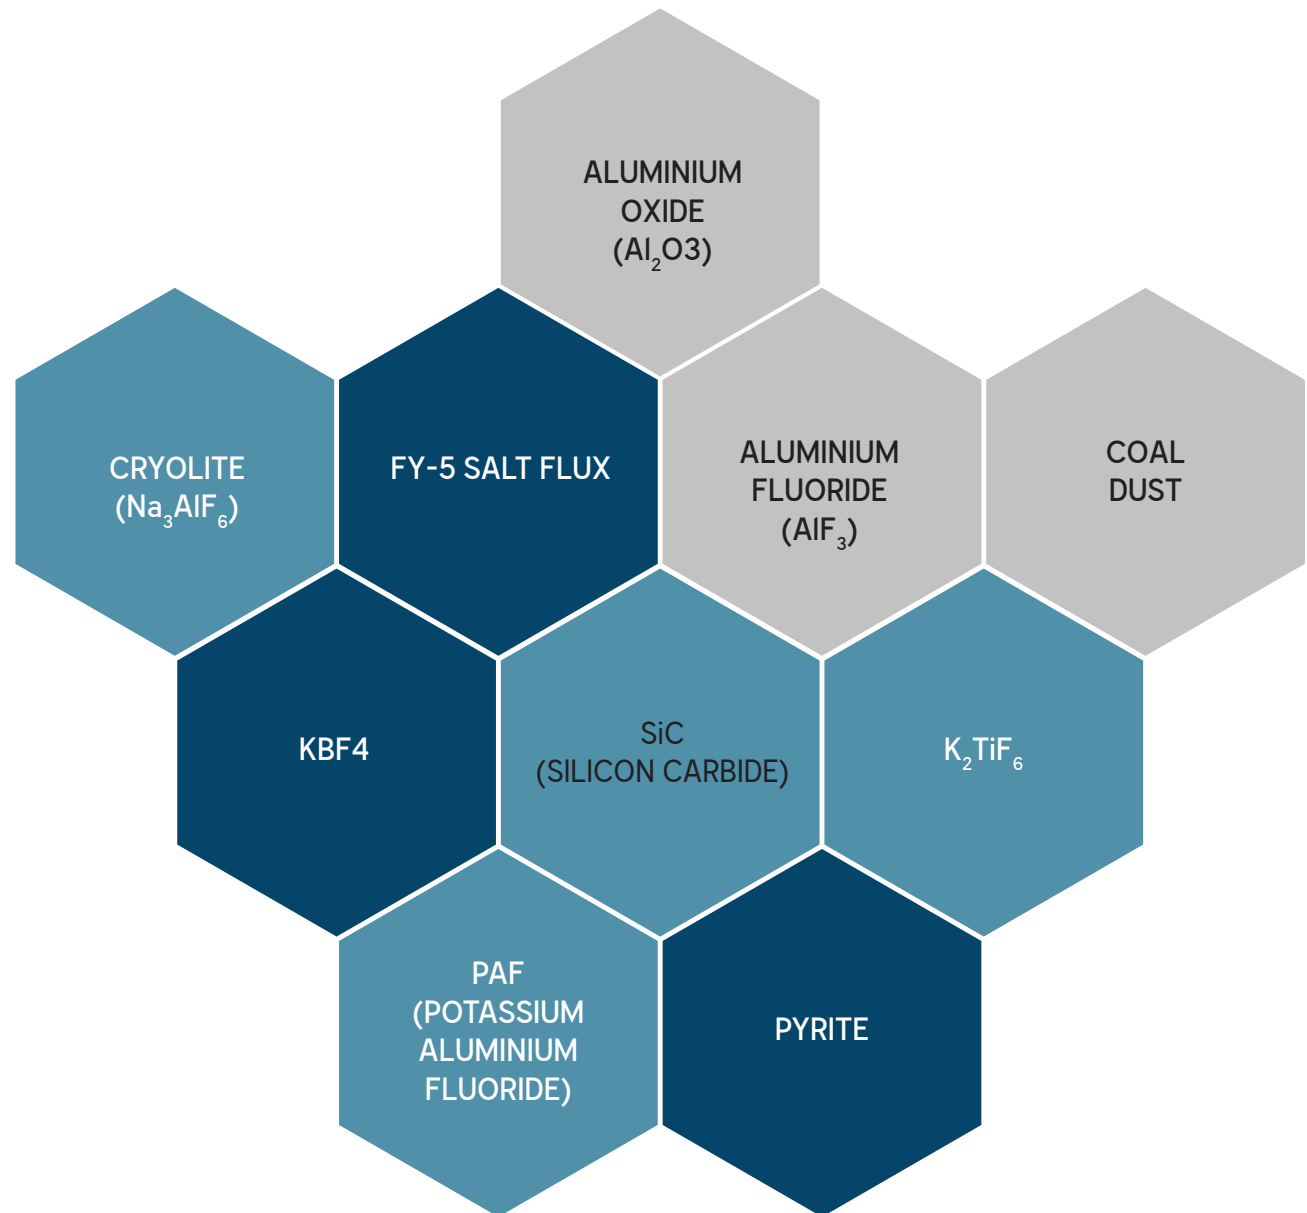 ALUMINIUM
OXIDE
(Al₂O3)
CRYOLITE
(Na₃AlF₆)
FY-5 SALT FLUX
ALUMINIUM
FLUORIDE
(AlF₃)
COAL
DUST
KBF4
SiC
(SILICON CARBIDE)
K₂TiF₆
PAF
(POTASSIUM
ALUMINIUM
FLUORIDE)
PYRITE